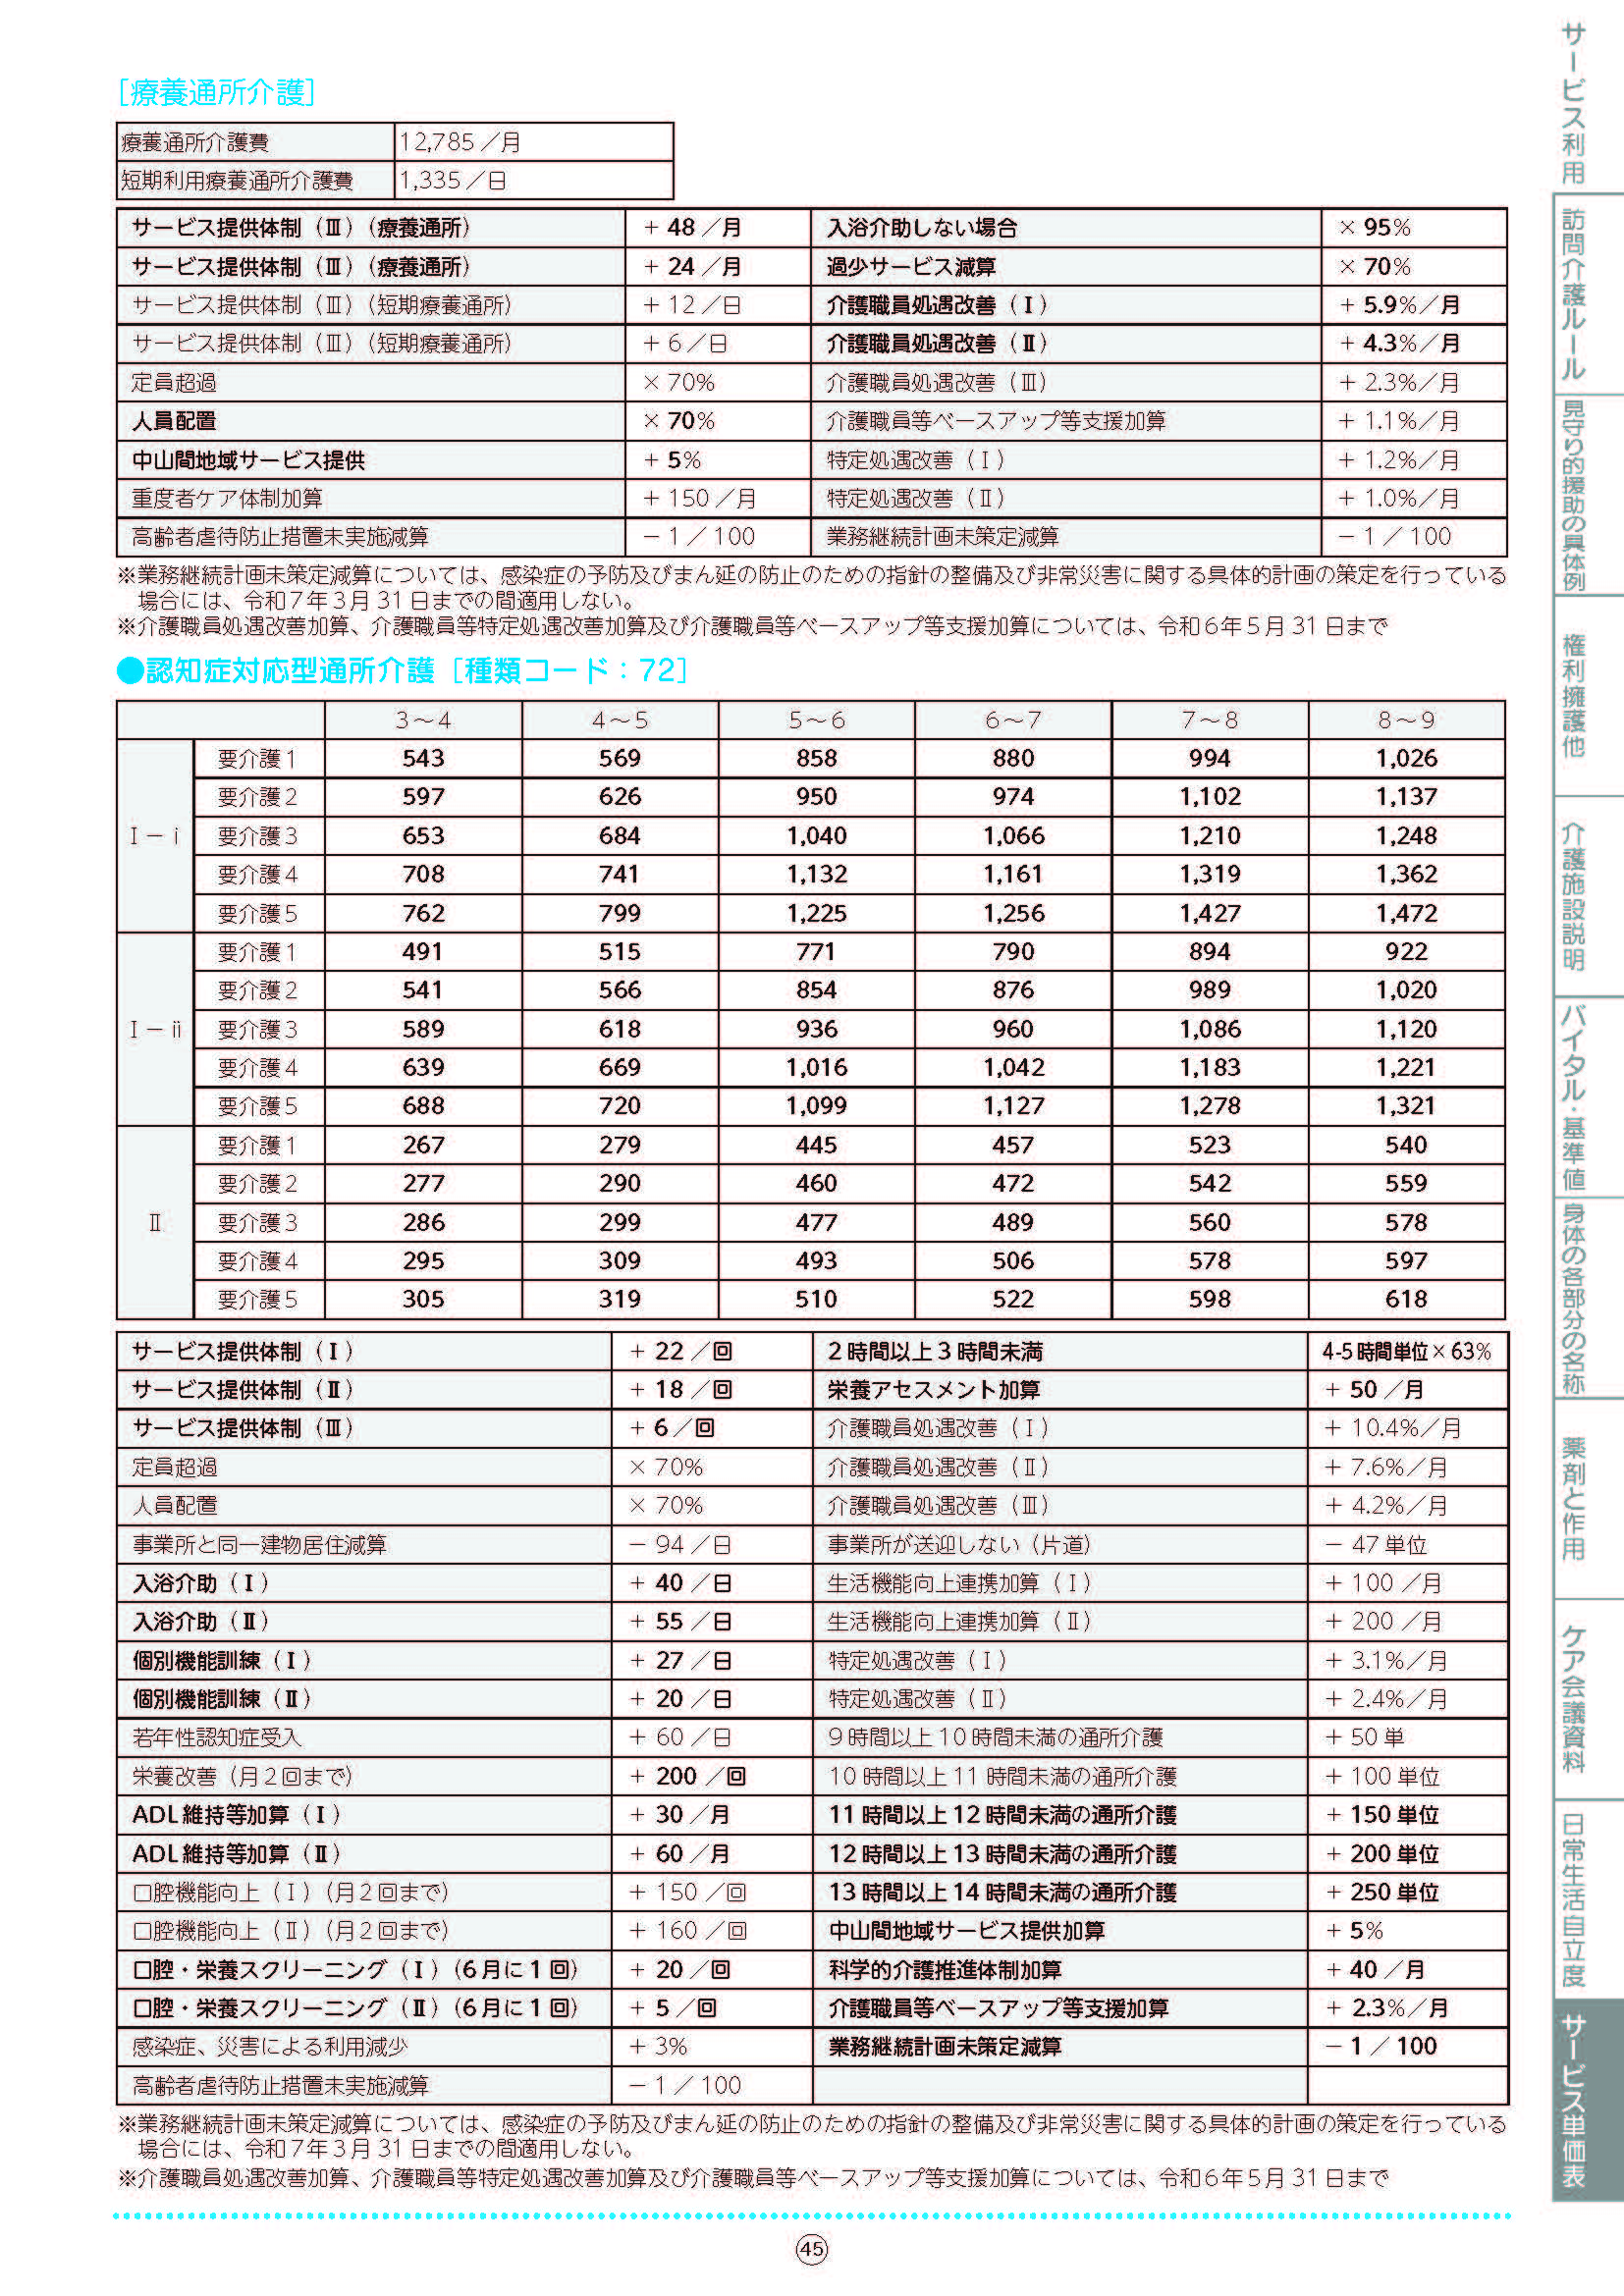 ［療養通所介護］
療養通所介護費 12,785／月
短期利用療養通所介護費 1,335／日
サービス提供体制（Ⅲ）（療養通所） ＋ 48 ／月 入浴介助しない場合 × 95%
サービス提供体制（Ⅲ）（療養通所） ＋ 24 ／月 過少サービス減算 × 70%
サービス提供体制（Ⅲ）（短期療養通所） ＋ 12 ／日 介護職員処遇改善（Ⅰ） ＋ 5.9%／月
サービス提供体制（Ⅲ）（短期療養通所） ＋ 6／日 介護職員処遇改善（Ⅱ） ＋ 4.3%／月
定員超過 × 70% 介護職員処遇改善（Ⅲ） ＋ 2.3%／月
人員配置 × 70% 介護職員等ベースアップ等支援加算 ＋ 1.1%／月
中山間地域サービス提供 ＋ 5% 特定処遇改善（Ⅰ） ＋ 1.2%／月
重度者ケア体制加算 ＋ 150 ／月 特定処遇改善（Ⅱ） ＋ 1.0%／月
高齢者虐待防止措置未実施減算 － 1 ／ 100 業務継続計画未策定減算 － 1 ／ 100
※業務継続計画未策定減算については、感染症の予防及びまん延の防止のための指針の整備及び非常災害に関する具体的計画の策定を行っている
場合には、令和７年３月 31 日までの間適用しない。
※介護職員処遇改善加算、介護職員等特定処遇改善加算及び介護職員等ベースアップ等支援加算については、令和６年５月 31 日まで
●認知症対応型通所介護［種類コード：72］
3～4 4～5 5～6 6～7 7～8 8～9
Ⅰ－ⅰ
要介護１ 543 569 858 880 994 1,026
要介護２ 597 626 950 974 1,102 1,137
要介護３ 653 684 1,040 1,066 1,210 1,248
要介護４ 708 741 1,132 1,161 1,319 1,362
要介護５ 762 799 1,225 1,256 1,427 1,472
Ⅰ－ⅱ
要介護１ 491 515 771 790 894 922
要介護２ 541 566 854 876 989 1,020
要介護３ 589 618 936 960 1,086 1,120
要介護４ 639 669 1,016 1,042 1,183 1,221
要介護５ 688 720 1,099 1,127 1,278 1,321
Ⅱ
要介護１ 267 279 445 457 523 540
要介護２ 277 290 460 472 542 559
要介護３ 286 299 477 489 560 578
要介護４ 295 309 493 506 578 597
要介護５ 305 319 510 522 598 618
サービス提供体制（Ⅰ） ＋ 22 ／回 ２時間以上３時間未満 4-5時間単位×63%
サービス提供体制（Ⅱ） ＋ 18 ／回 栄養アセスメント加算 ＋ 50 ／月
サービス提供体制（Ⅲ） ＋ 6／回 介護職員処遇改善（Ⅰ） ＋ 10.4%／月
定員超過 × 70% 介護職員処遇改善（Ⅱ） ＋ 7.6%／月
人員配置 × 70% 介護職員処遇改善（Ⅲ） ＋ 4.2%／月
事業所と同一建物居住減算 － 94 ／日 事業所が送迎しない（片道） － 47 単位
入浴介助（Ⅰ） ＋ 40 ／日 生活機能向上連携加算（Ⅰ） ＋ 100 ／月
入浴介助（Ⅱ） ＋ 55 ／日 生活機能向上連携加算（Ⅱ） ＋ 200 ／月
個別機能訓練（Ⅰ） ＋ 27 ／日 特定処遇改善（Ⅰ） ＋ 3.1%／月
個別機能訓練（Ⅱ） ＋ 20 ／日 特定処遇改善（Ⅱ） ＋ 2.4%／月
若年性認知症受入 ＋ 60 ／日 ９時間以上 10 時間未満の通所介護 ＋ 50 単
栄養改善（月２回まで） ＋ 200 ／回 10 時間以上 11 時間未満の通所介護 ＋ 100 単位
ADL維持等加算（Ⅰ） ＋ 30 ／月 11 時間以上 12 時間未満の通所介護 ＋ 150 単位
ADL維持等加算（Ⅱ） ＋ 60 ／月 12 時間以上 13 時間未満の通所介護 ＋ 200 単位
口腔機能向上（Ⅰ）（月２回まで） ＋ 150 ／回 13 時間以上 14 時間未満の通所介護 ＋ 250 単位
口腔機能向上（Ⅱ）（月２回まで） ＋ 160 ／回 中山間地域サービス提供加算 ＋ 5%
口腔・栄養スクリーニング（Ⅰ）（６月に１回） ＋ 20 ／回 科学的介護推進体制加算 ＋ 40 ／月
口腔・栄養スクリーニング（Ⅱ）（６月に１回） ＋ 5 ／回 介護職員等ベースアップ等支援加算 ＋ 2.3%／月
感染症、災害による利用減少 ＋ 3% 業務継続計画未策定減算 － 1 ／ 100
高齢者虐待防止措置未実施減算 － 1 ／ 100
※業務継続計画未策定減算については、感染症の予防及びまん延の防止のための指針の整備及び非常災害に関する具体的計画の策定を行っている
場合には、令和７年３月 31 日までの間適用しない。
※介護職員処遇改善加算、介護職員等特定処遇改善加算及び介護職員等ベースアップ等支援加算については、令和６年５月 31 日まで
45
サービス利用
訪問介護ルール
見守り的援助の具体例
権利擁護他
介護施設説明
バイタル・基準値
身体の各部分の名称
薬剤と作用
ケア会議資料
日常生活自立度
サービス単価表